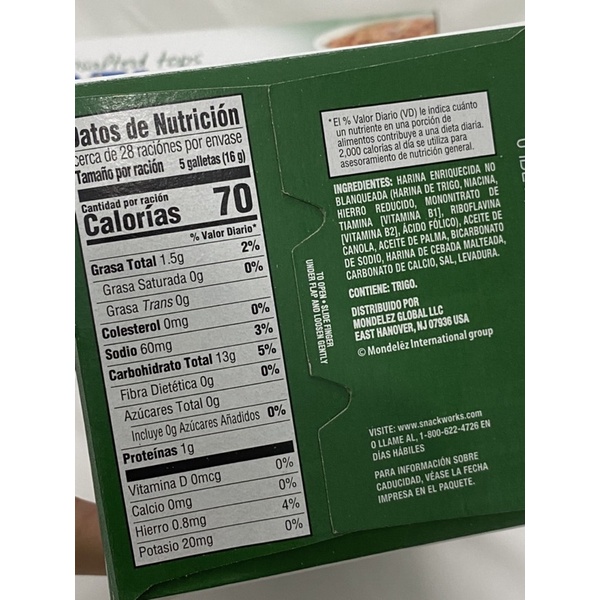 unsalted tops
Datos de Nutrición
cerca de 28 raciónes por envase
Tamaño por ración 5 galletas (16 g)
Cantidad por ración
Calorías 70
% Valor Diario*
Grasa Total 1.5g 2%
Grasa Saturada 0g 0%
Grasa Trans 0g
Colesterol 0mg 0%
Sodio 60mg 3%
Carbohidrato Total 13g 5%
Fibra Dietética 0g 0%
Azúcares Total 0g
Incluye 0g Azúcares Añadidos 0%
Proteínas 1g
Vitamina D 0mcg 0%
Calcio 0mg 0%
Hierro 0.8mg 4%
Potasio 20mg 0%
*El % Valor Diario (VD) le indica cuánto
un nutriente en una porción de
alimentos contribuye a una dieta diaria.
2,000 calorías al día se utiliza para
asesoramiento de nutrición general.
INGREDIENTES: HARINA ENRIQUECIDA NO
BLANQUEADA (HARINA DE TRIGO, NIACINA,
HIERRO REDUCIDO, MONONITRATO DE
TIAMINA [VITAMINA B1], RIBOFLAVINA
[VITAMINA B2], ÁCIDO FÓLICO), ACEITE DE
CANOLA, ACEITE DE PALMA, BICARBONATO
DE SODIO, HARINA DE CEBADA MALTEADA,
CARBONATO DE CALCIO, SAL, LEVADURA.
CONTIENE: TRIGO.
DISTRIBUIDO POR
MONDELĒZ GLOBAL LLC
EAST HANOVER, NJ 07936 USA
© Mondelēz International group
TO OPEN • SLIDE FINGER
UNDER FLAP AND LOOSEN GENTLY
VISITE: www.snackworks.com
O LLAME AL, 1-800-622-4726 EN
DÍAS HÁBILES
PARA INFORMACIÓN SOBRE
CADUCIDAD, VÉASE LA FECHA
IMPRESA EN EL PAQUETE.